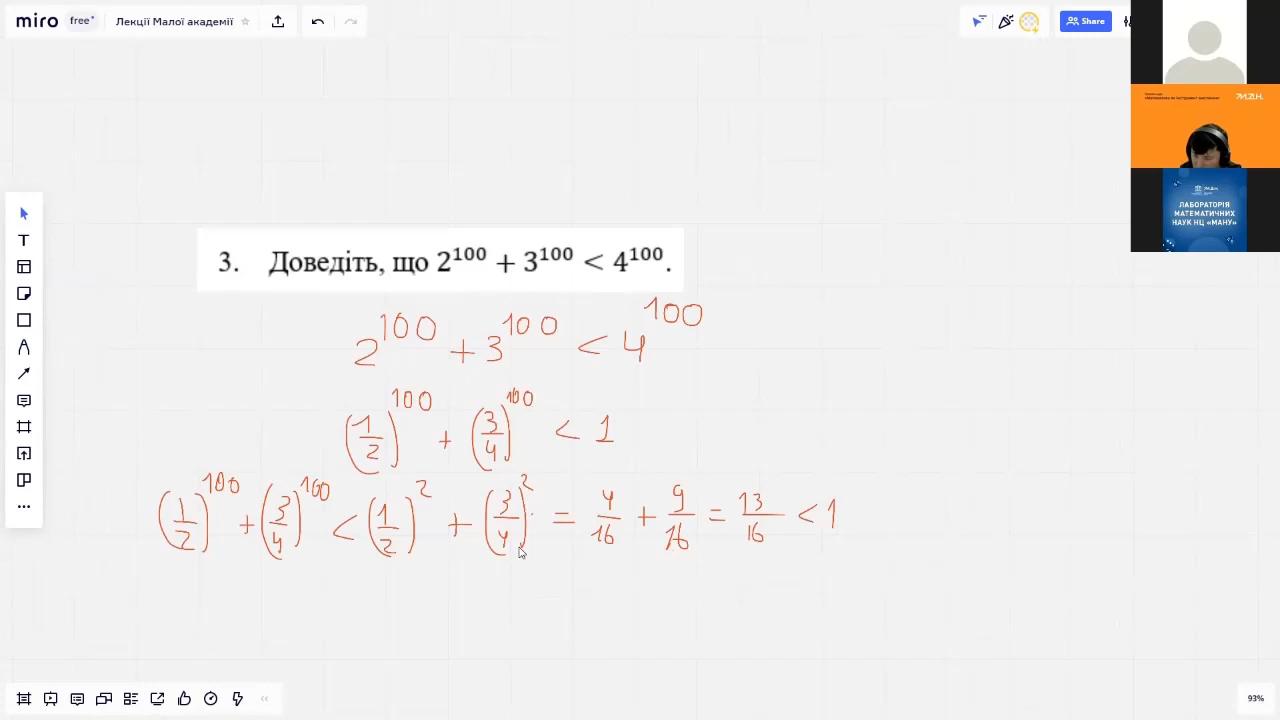 miro free Лекції Малої академії Share
УМ.ZUM.
ЛАБОРАТОРІЯ
МАТЕМАТИЧНИХ
НАУК НЦ «МАНУ»
3. Доведіть, що 2^100 + 3^100 < 4^100.
2^100 + 3^100 < 4^100
(1/2)^100 + (3/4)^100 < 1
(1/2)^100 + (3/4)^100 < (1/2)^2 + (3/4)^2 = 4/16 + 9/16 = 13/16 < 1
93%